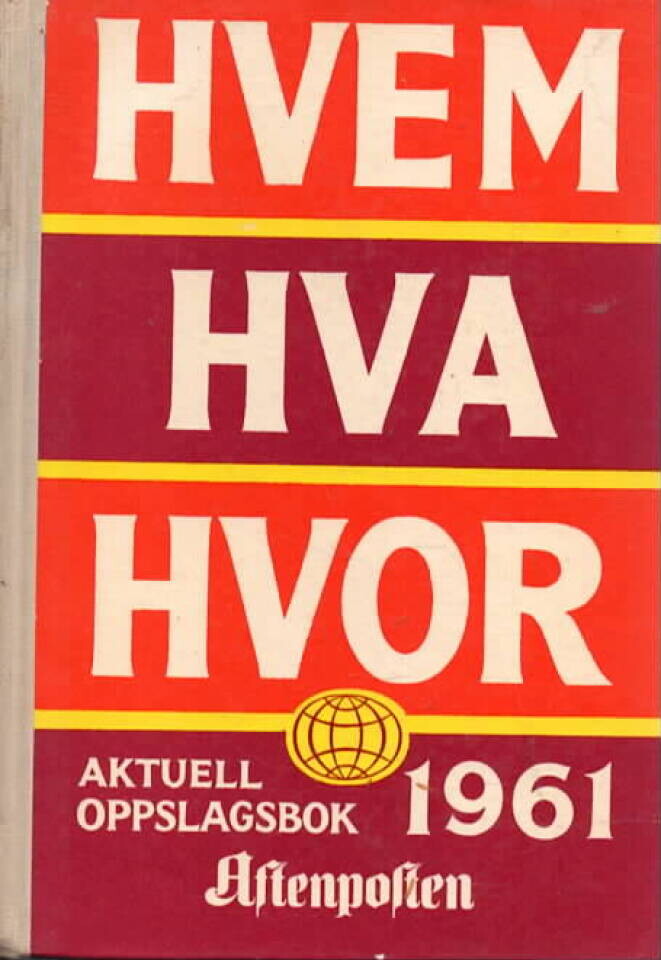 HVEM
HVA
HVOR
AKTUELL
OPPSLAGSBOK 1961
Aftenposten